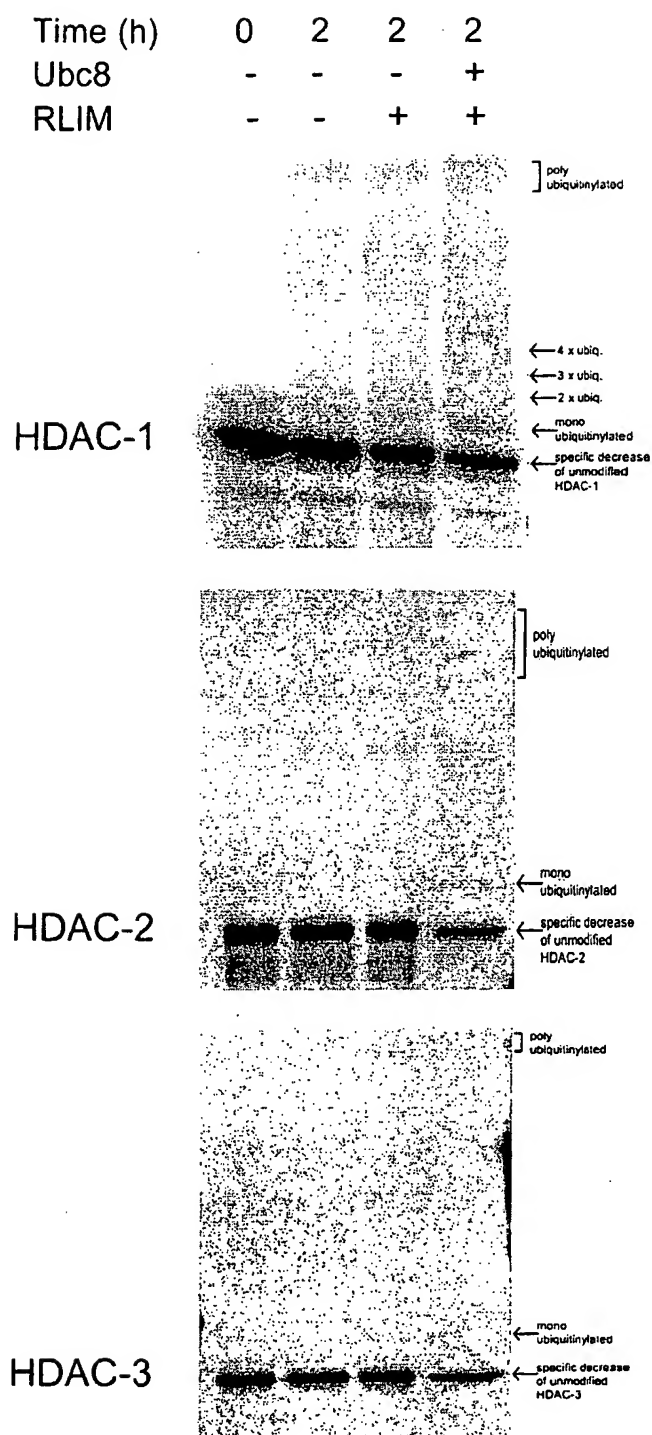 Time (h) 0 2 2 2
Ubc8 - - - +
RLIM - - + +
poly
ubiquitinylated
4 x ubiq.
3 x ubiq.
2 x ubiq.
HDAC-1
mono
ubiquitinylated
specific decrease
of unmodified
HDAC-1
poly
ubiquitinylated
mono
ubiquitinylated
HDAC-2
specific decrease
of unmodified
HDAC-2
poly
ubiquitinylated
mono
ubiquitinylated
HDAC-3
specific decrease
of unmodified
HDAC-3